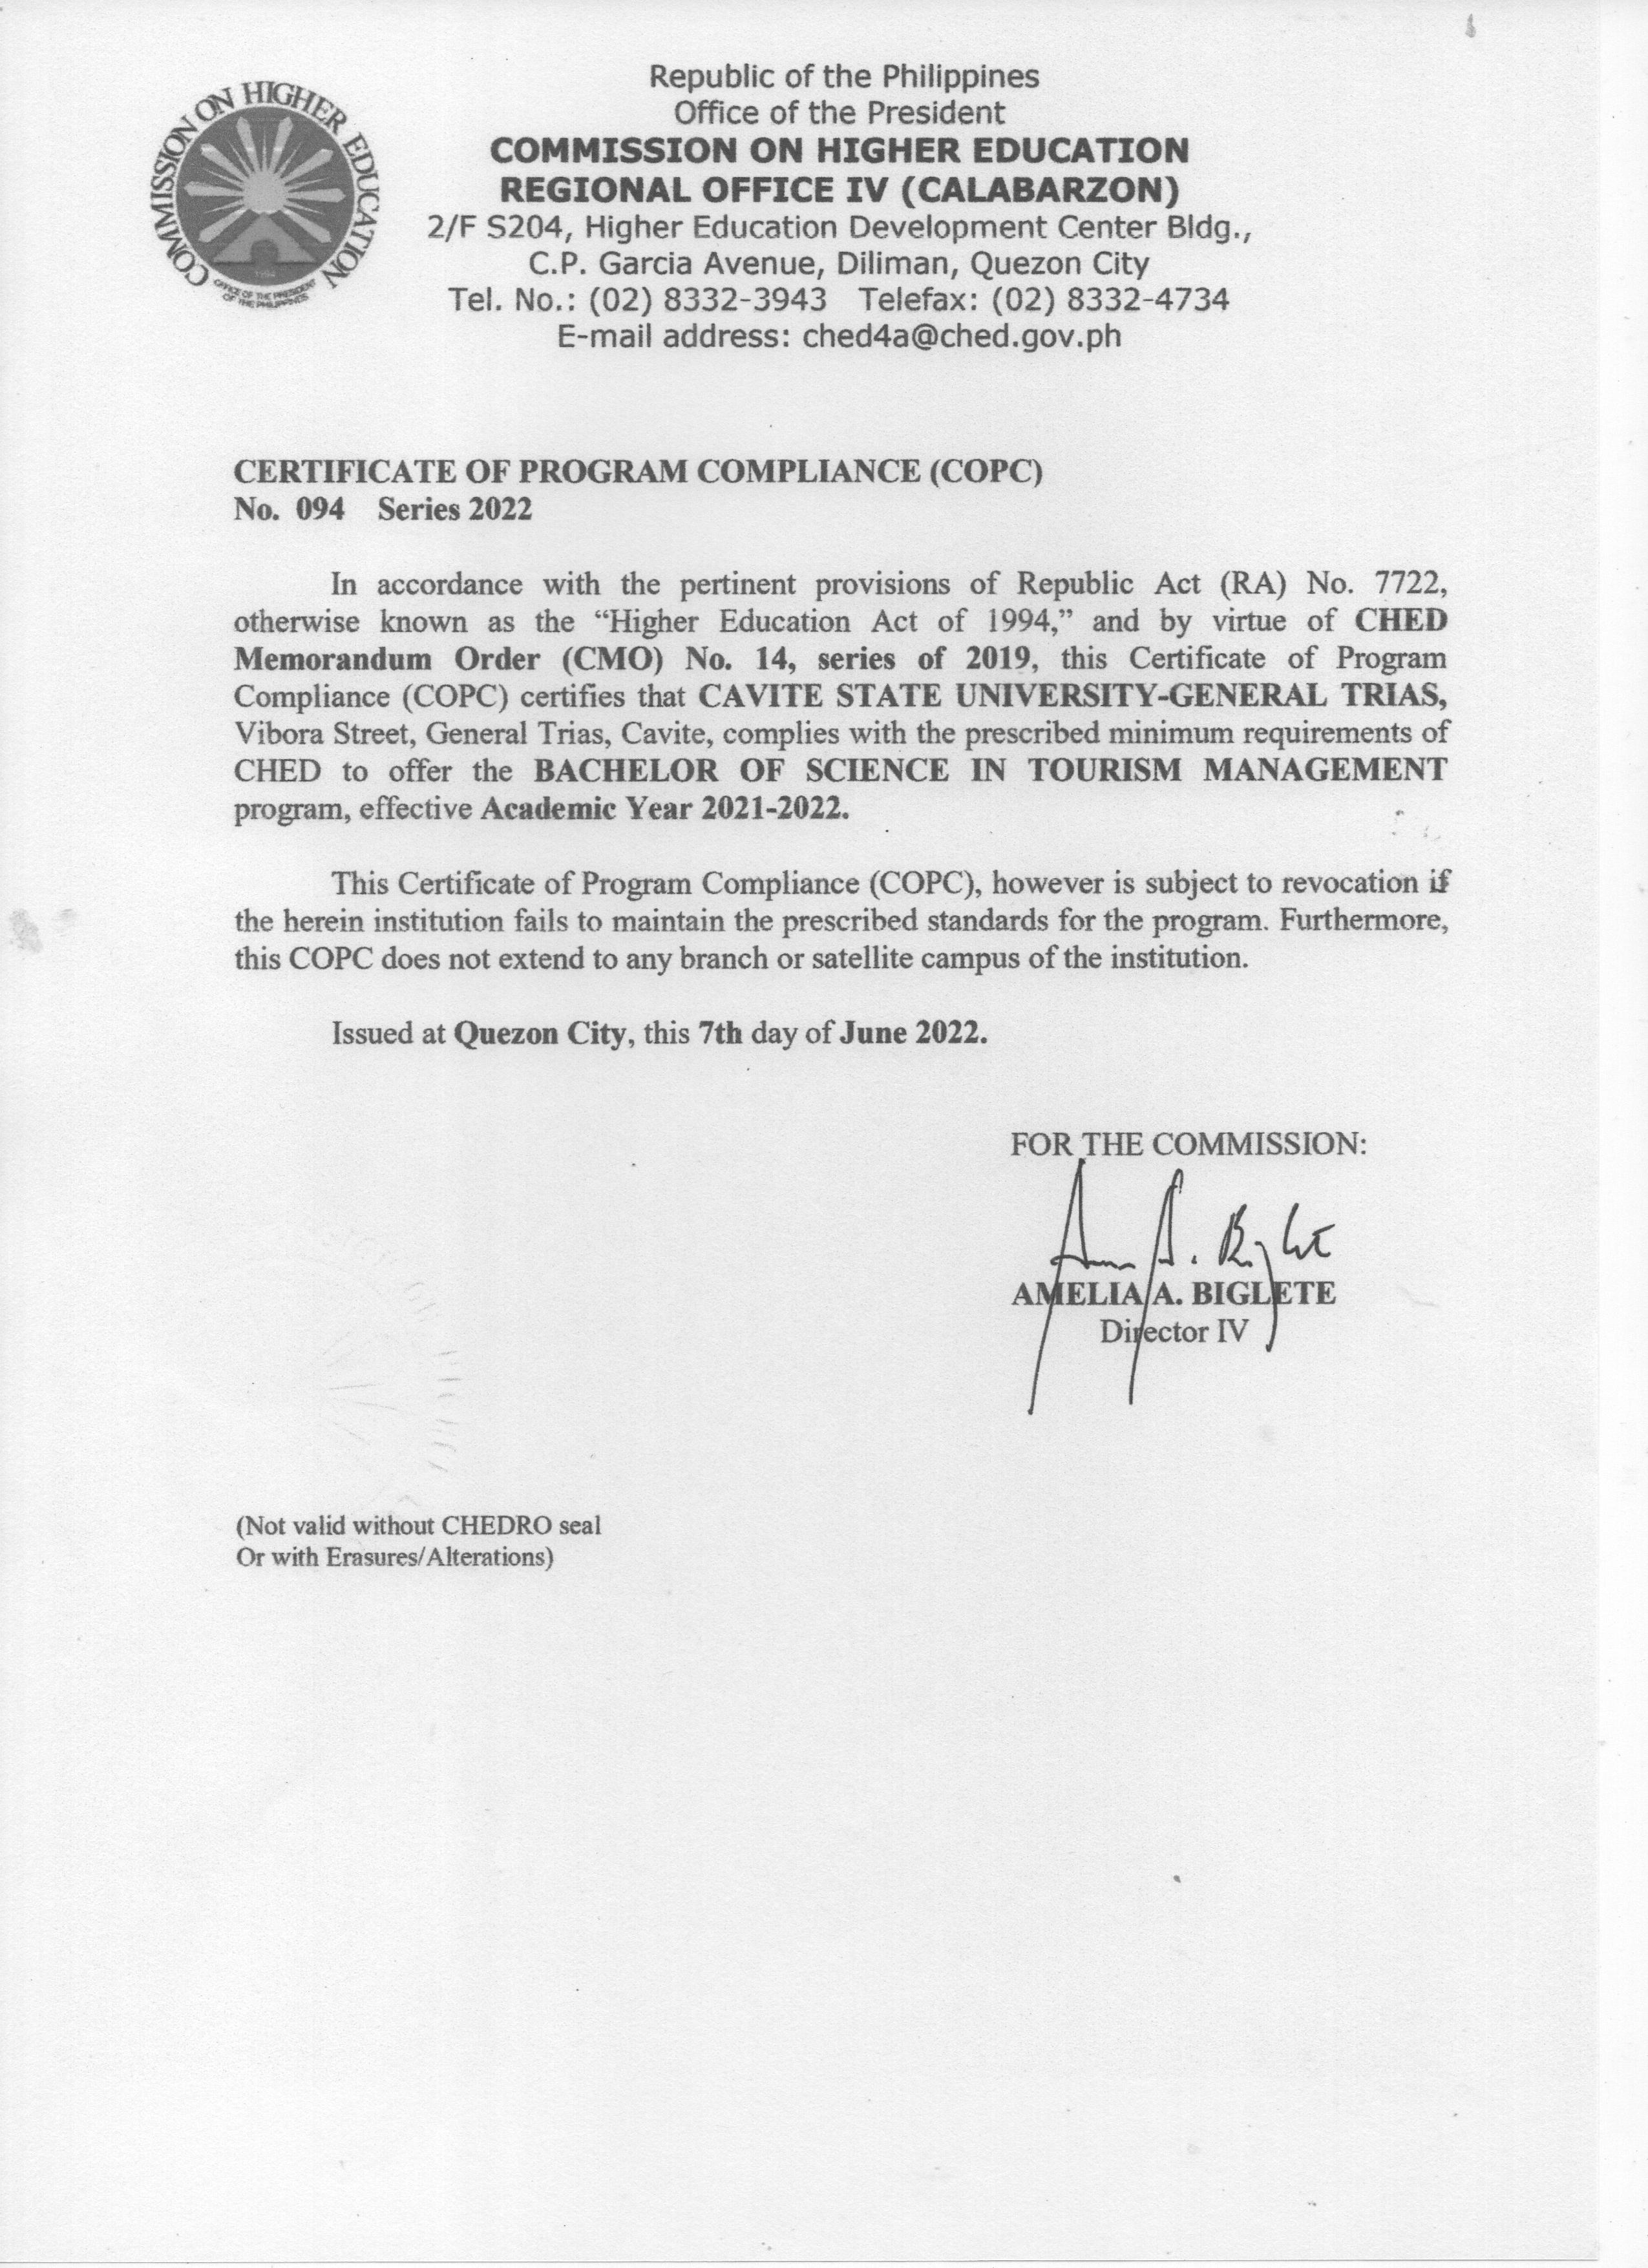 COMMISSION ON HIGHER EDUCATION
1994
OFFICE OF THE PRESIDENT
OF THE PHILIPPINES
Republic of the Philippines
Office of the President
COMMISSION ON HIGHER EDUCATION
REGIONAL OFFICE IV (CALABARZON)
2/F S204, Higher Education Development Center Bldg.,
C.P. Garcia Avenue, Diliman, Quezon City
Tel. No.: (02) 8332-3943 Telefax: (02) 8332-4734
E-mail address: ched4a@ched.gov.ph
CERTIFICATE OF PROGRAM COMPLIANCE (COPC)
No. 094 Series 2022
In accordance with the pertinent provisions of Republic Act (RA) No. 7722,
otherwise known as the “Higher Education Act of 1994,” and by virtue of CHED
Memorandum Order (CMO) No. 14, series of 2019, this Certificate of Program
Compliance (COPC) certifies that CAVITE STATE UNIVERSITY-GENERAL TRIAS,
Vibora Street, General Trias, Cavite, complies with the prescribed minimum requirements of
CHED to offer the BACHELOR OF SCIENCE IN TOURISM MANAGEMENT
program, effective Academic Year 2021-2022.
This Certificate of Program Compliance (COPC), however is subject to revocation if
the herein institution fails to maintain the prescribed standards for the program. Furthermore,
this COPC does not extend to any branch or satellite campus of the institution.
Issued at Quezon City, this 7th day of June 2022.
FOR THE COMMISSION:
AMELIA A. BIGLETE
Director IV
(Not valid without CHEDRO seal
Or with Erasures/Alterations)